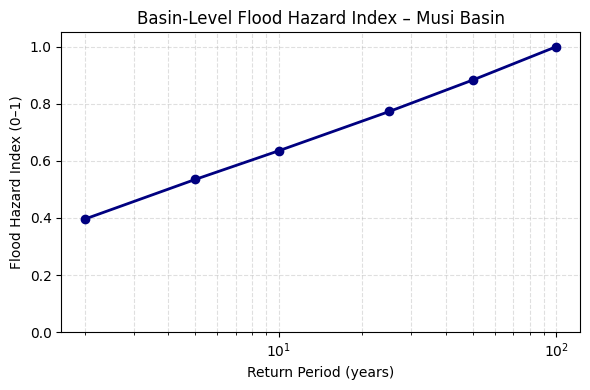 Basin-Level Flood Hazard Index – Musi Basin
1.0
0.8
0.6
0.4
0.2
0.0
Flood Hazard Index (0–1)
10¹
10²
Return Period (years)